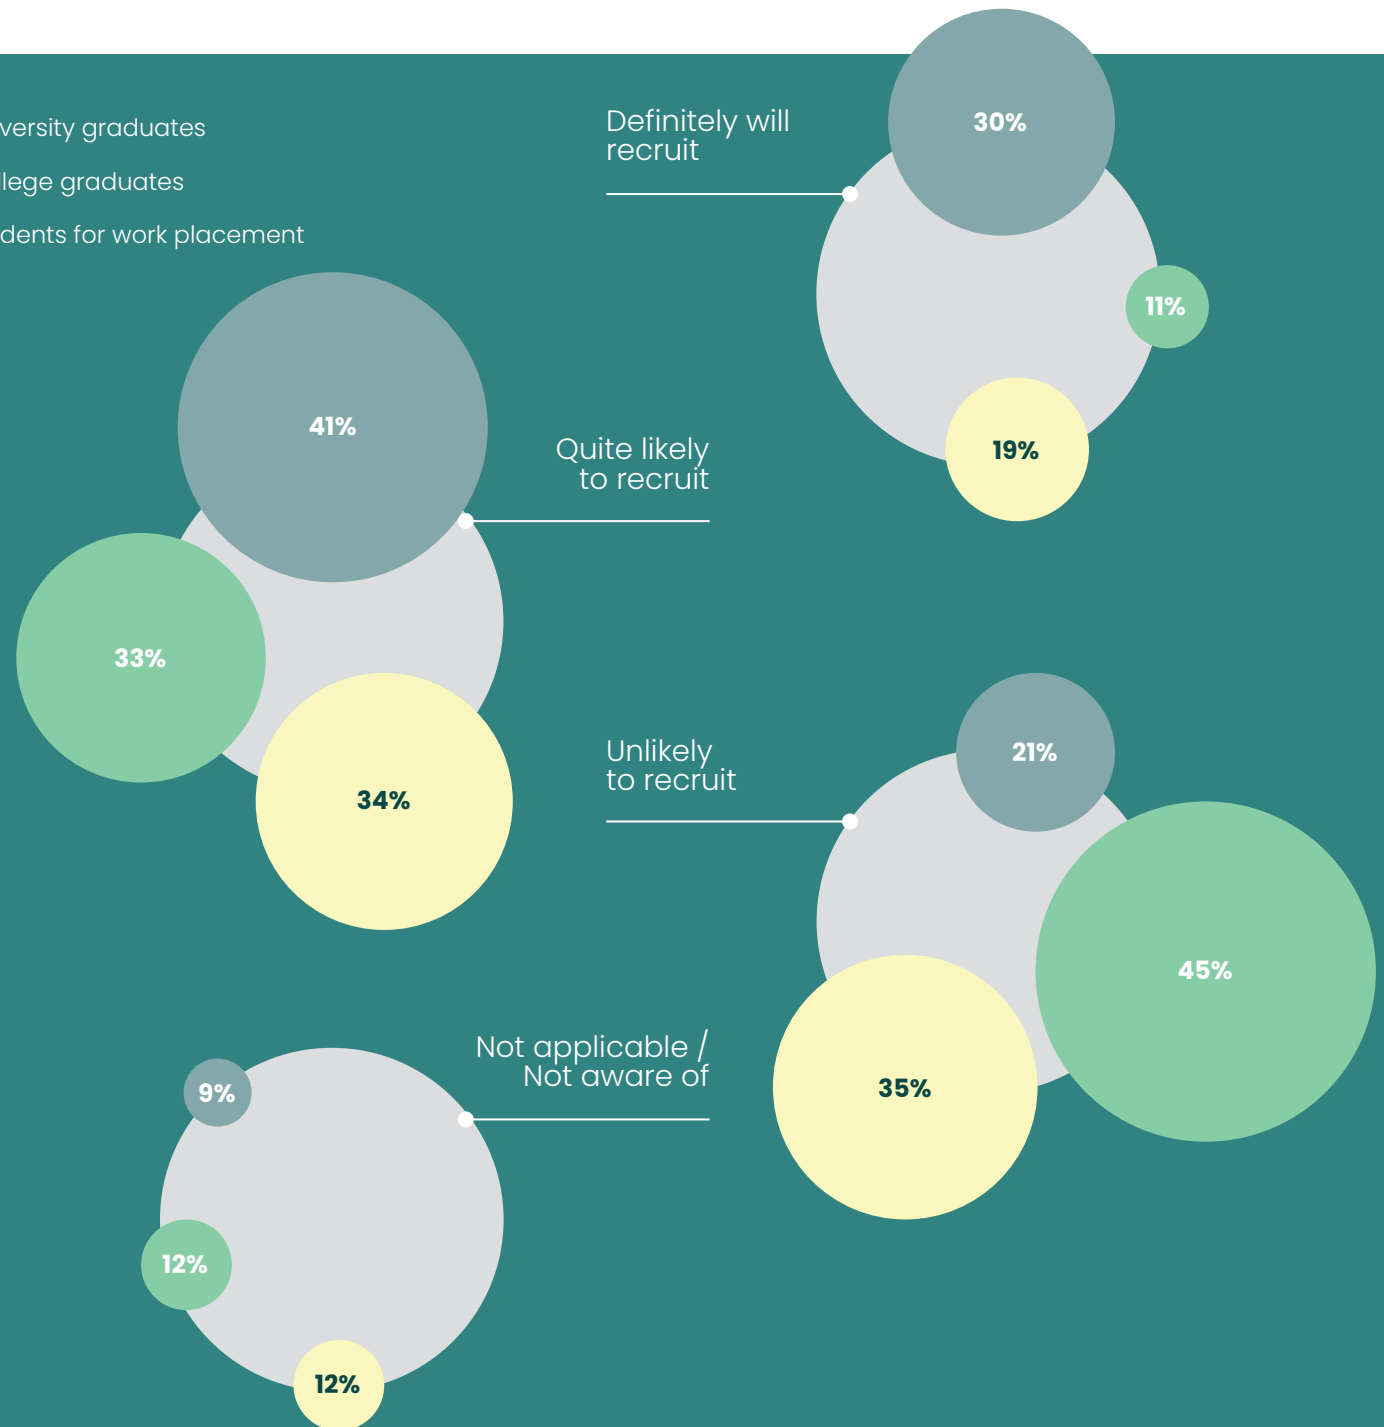 versity graduates
llege graduates
dents for work placement
Definitely will
recruit
30%
11%
19%
41%
33%
34%
Quite likely
to recruit
Unlikely
to recruit
21%
45%
35%
Not applicable /
Not aware of
9%
12%
12%